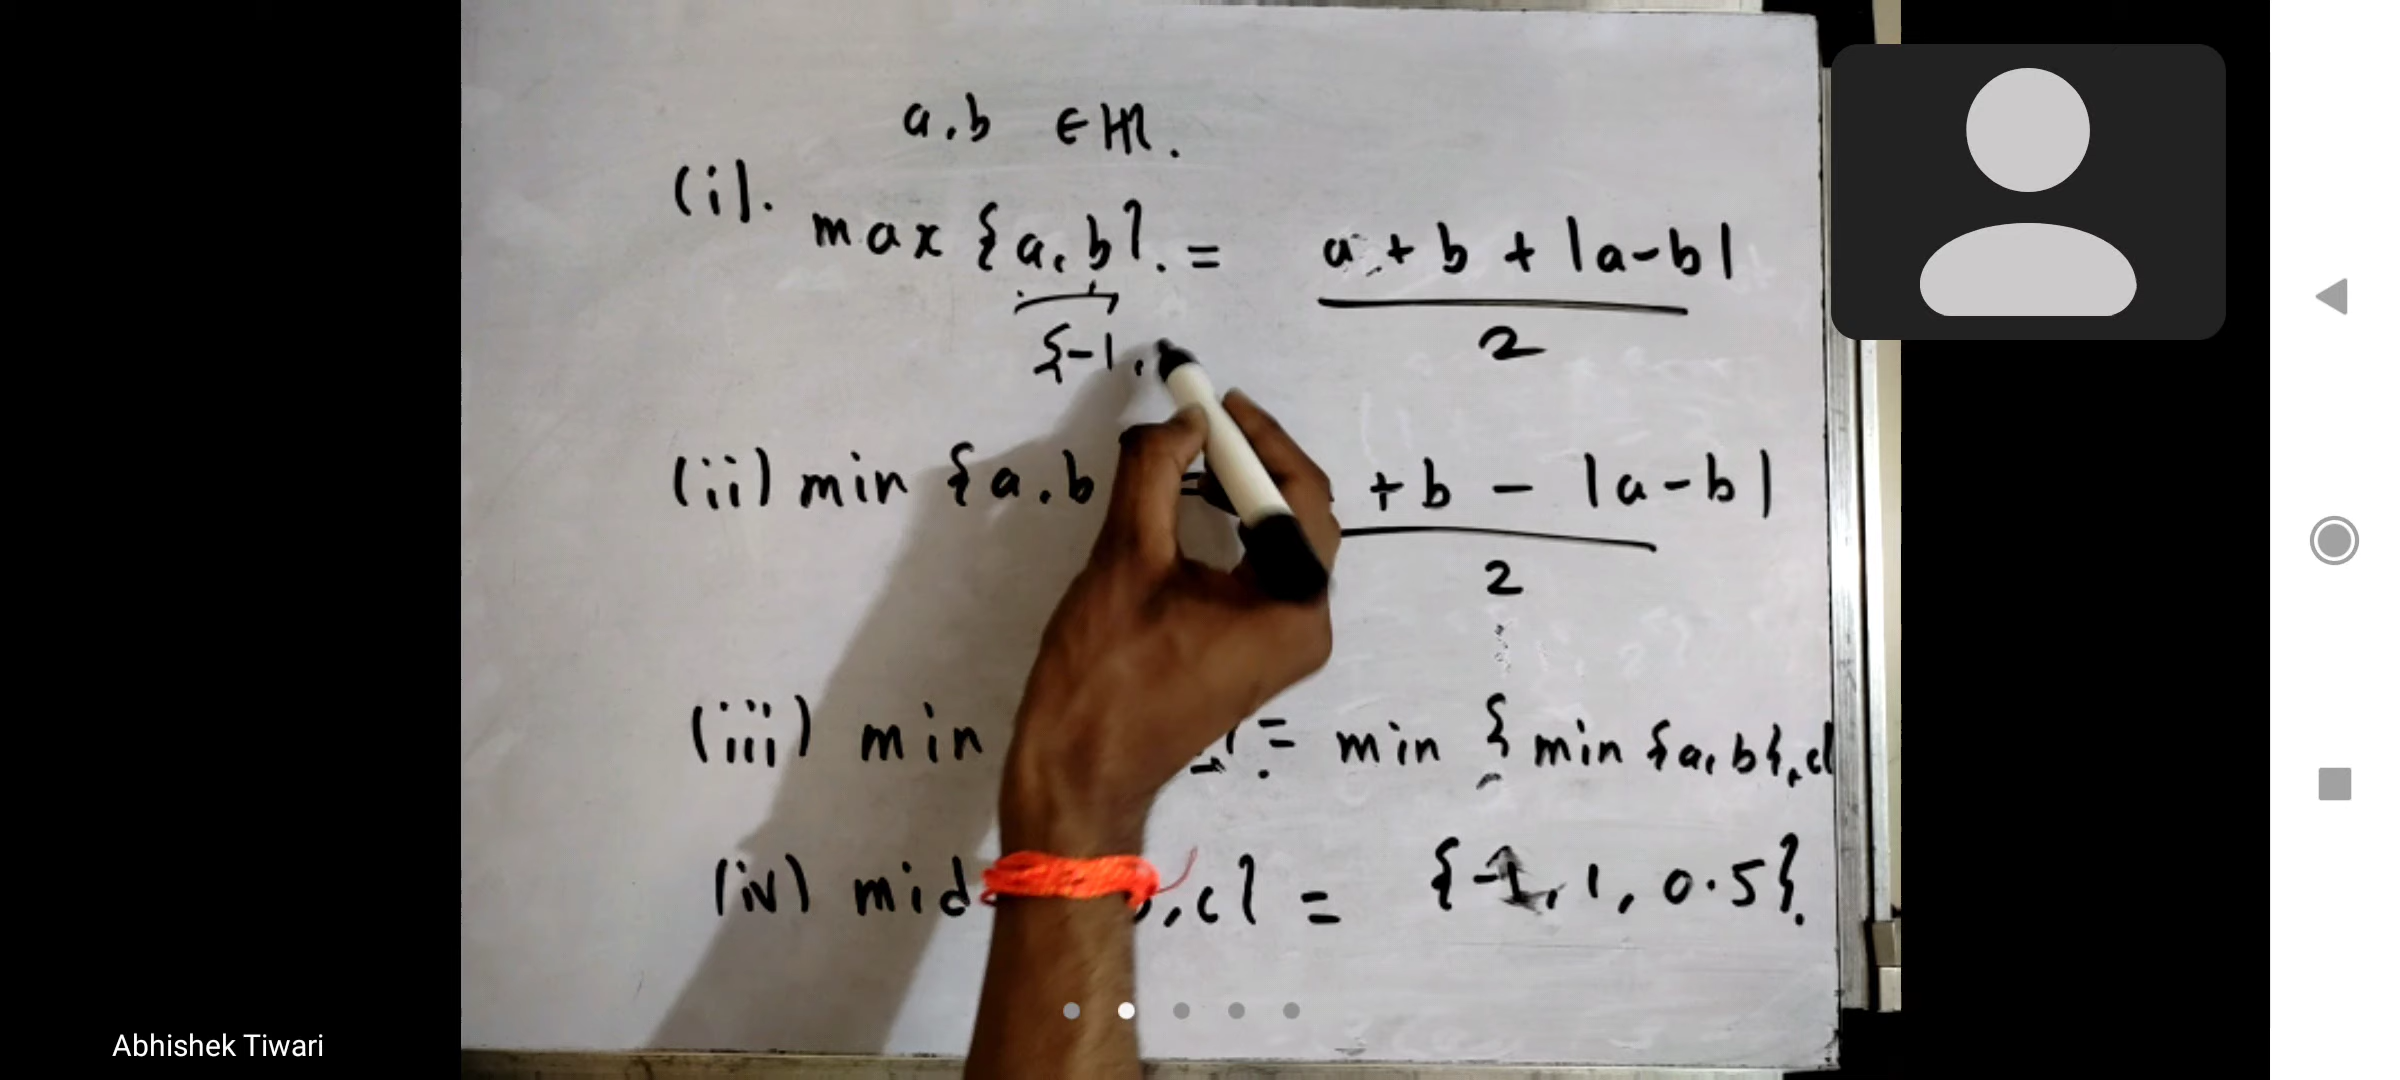 a, b ∈ ℝ.
(i). max {a, b}. = a + b + |a-b|
2
{-1,
(ii) min {a, b = + b - |a-b|
2
(iii) min = min { min {a, b}, c
(iv) mid , c} = {-1, 1, 0.5}.
Abhishek Tiwari